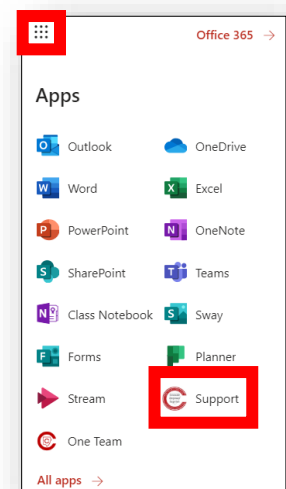 Office 365 →
Apps
Outlook OneDrive
Word Excel
PowerPoint OneNote
SharePoint Teams
Class Notebook Sway
Forms Planner
Stream Support
One Team
All apps →